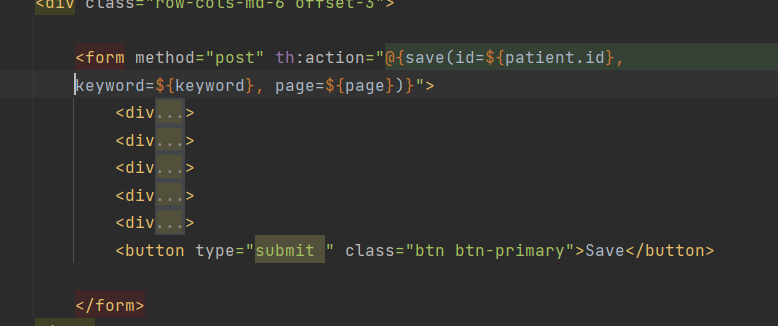 <div class="row-cols-md-6 offset-3">
<form method="post" th:action="@{save(id=${patient.id},
keyword=${keyword}, page=${page})}">
<div...>
<div...>
<div...>
<div...>
<div...>
<button type="submit " class="btn btn-primary">Save</button>
</form>